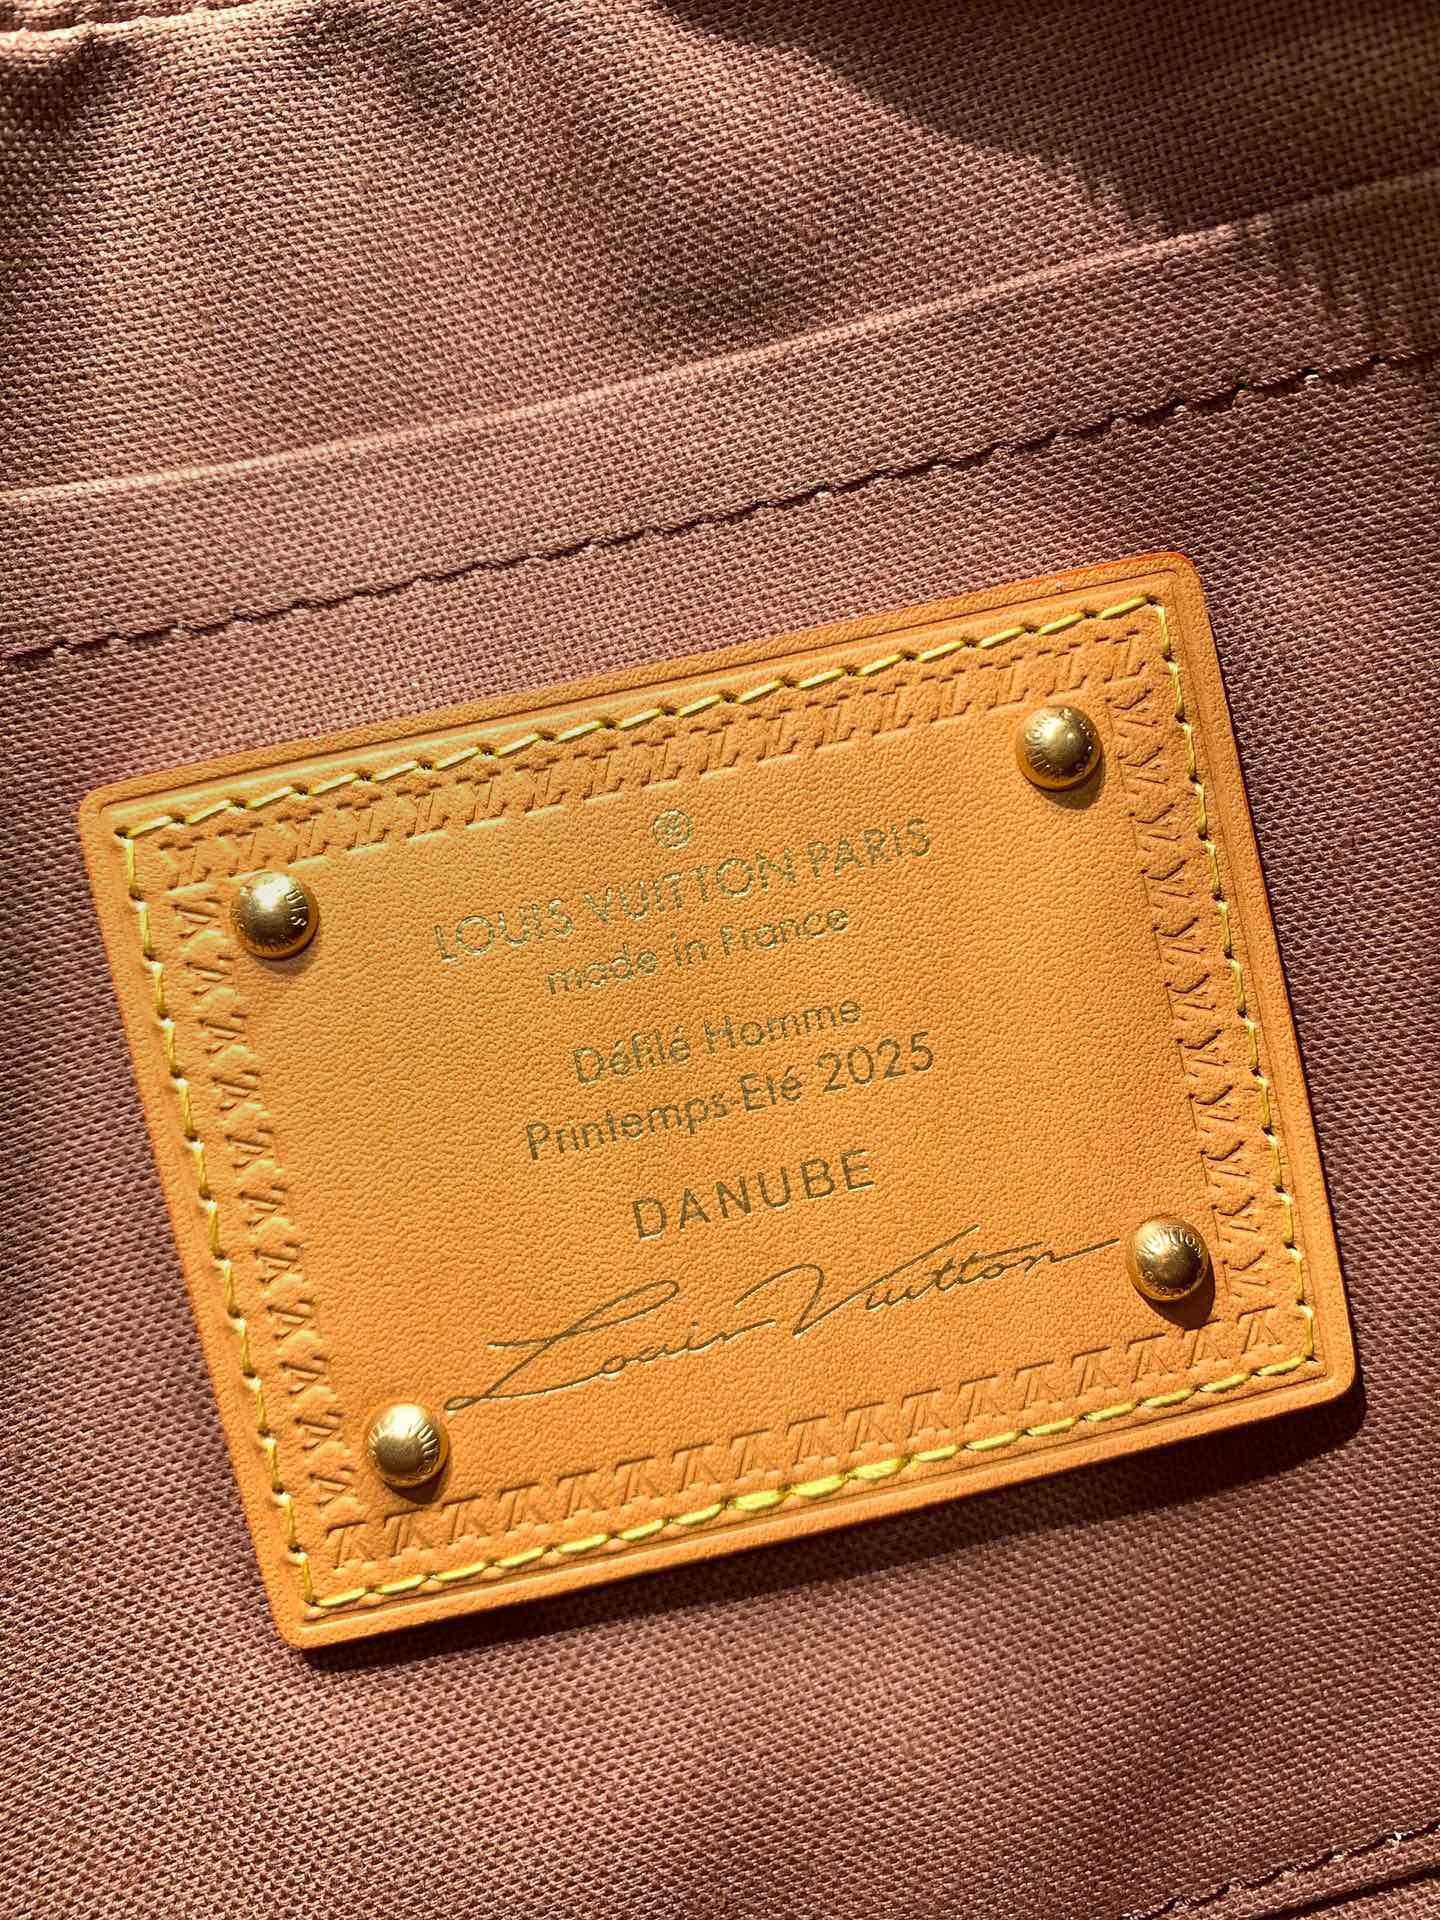 ®
LOUIS VUITTON PARIS
made in France
Défilé Homme
Printemps-Eté 2025
DANUBE
Louis Vuitton